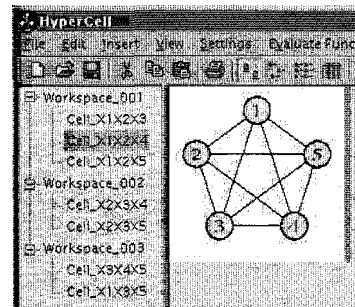 HyperCell
File Edit Insert View Settings Evaluate Func
Workspace_001
Cell_X1X2X3
Cell_X1X2X4
Cell_X1X2X5
Workspace_002
Cell_X2X3X4
Cell_X2X3X5
Workspace_003
Cell_X3X4X5
Cell_X1X3X5
1
2
5
3
4